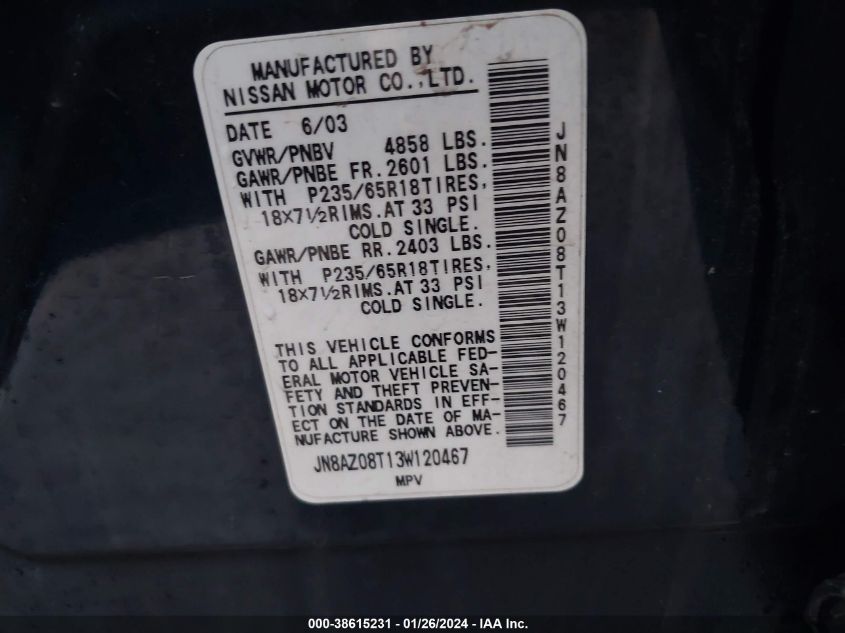 MANUFACTURED BY
NISSAN MOTOR CO.,LTD.
DATE 6/03
GVWR/PNBV 4858 LBS.
GAWR/PNBE FR. 2601 LBS.
WITH P235/65R18TIRES,
18X7½RIMS.AT 33 PSI
COLD SINGLE.
GAWR/PNBE RR. 2403 LBS.
WITH P235/65R18TIRES,
18X7½RIMS.AT 33 PSI
COLD SINGLE.
THIS VEHICLE CONFORMS
TO ALL APPLICABLE FED-
ERAL MOTOR VEHICLE SA-
FETY AND THEFT PREVEN-
TION STANDARDS IN EFF-
ECT ON THE DATE OF MA-
NUFACTURE SHOWN ABOVE.
JN8AZ08T13W120467
MPV
JN8AZ08T13W120467
000-38615231 - 01/26/2024 - IAA Inc.